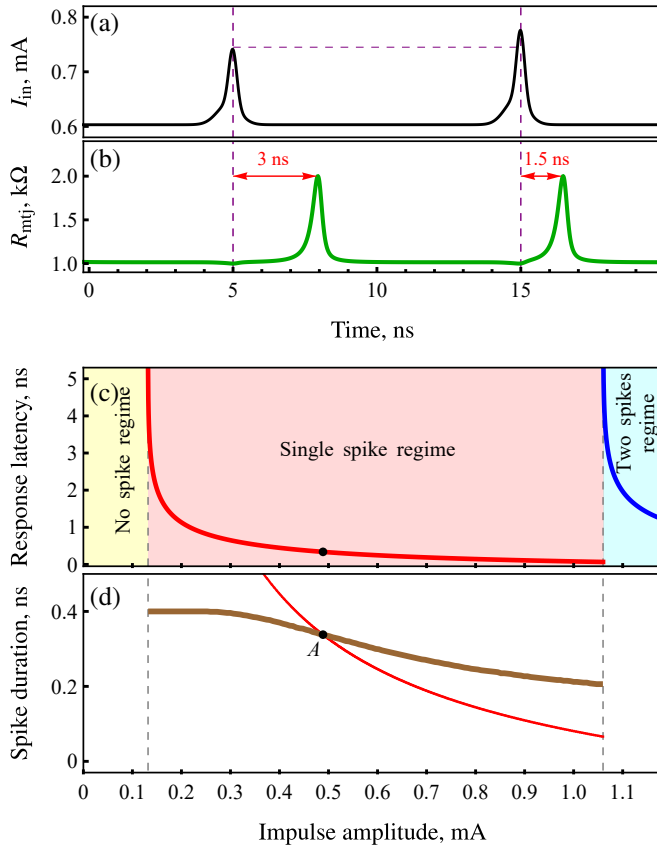 (a)
I_in, mA
0.8
0.7
0.6
(b)
R_mtj, kΩ
3 ns
1.5 ns
2.0
1.5
1.0
0
5
10
15
Time, ns
(c)
Response latency, ns
5
4
3
2
1
0
No spike regime
Single spike regime
Two spikes
regime
(d)
Spike duration, ns
0.4
0.2
0
A
0
0.1
0.2
0.3
0.4
0.5
0.6
0.7
0.8
0.9
1.0
1.1
Impulse amplitude, mA